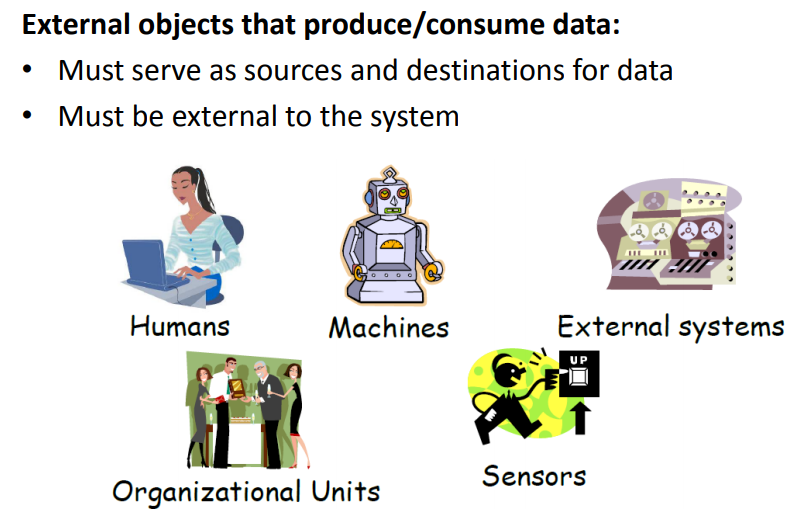 External objects that produce/consume data:
• Must serve as sources and destinations for data
• Must be external to the system
Humans
Machines
External systems
UP
Organizational Units
Sensors